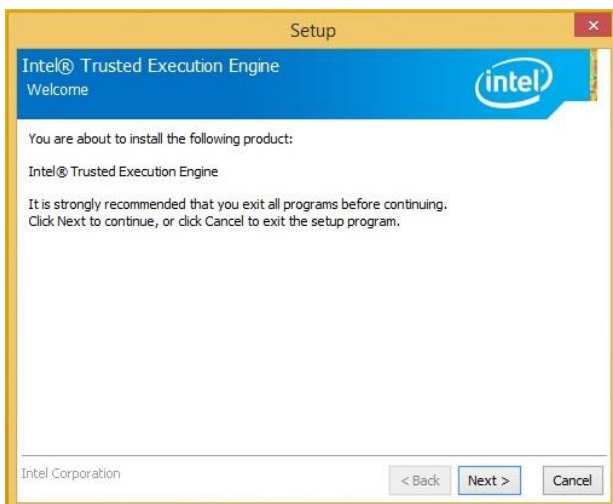 Setup
Intel® Trusted Execution Engine
Welcome
intel
You are about to install the following product:
Intel® Trusted Execution Engine
It is strongly recommended that you exit all programs before continuing.
Click Next to continue, or click Cancel to exit the setup program.
Intel Corporation
< Back Next > Cancel